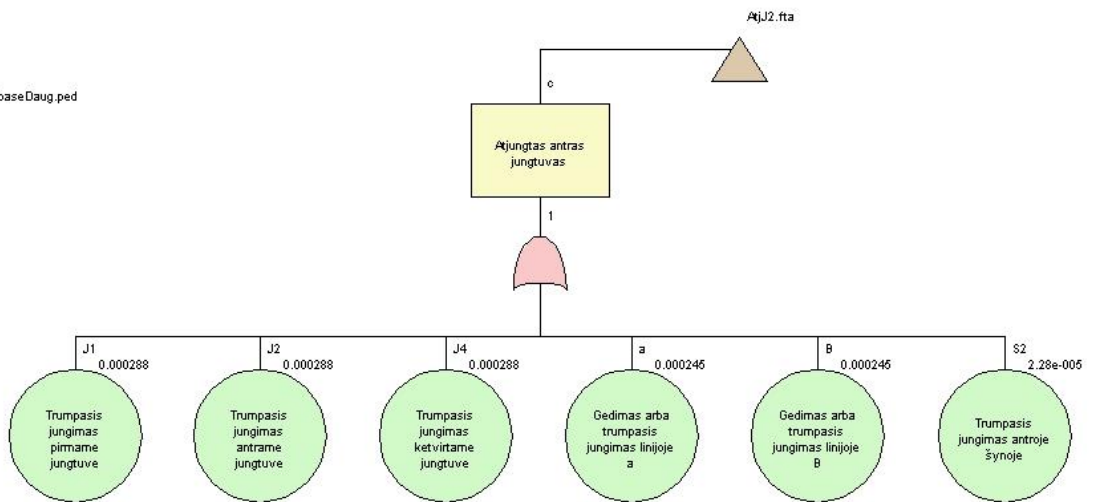 AtjJ2.fta
baseDaug.ped
c
Atjungtas antras
jungtuvas
1
J1
0.000288
J2
0.000288
J4
0.000288
a
0.000245
B
0.000245
S2
2.28e-005
Trumpasis
jungimas
pirmame
jungtuve
Trumpasis
jungimas
antrame
jungtuve
Trumpasis
jungimas
ketvirtame
jungtuve
Gedimas arba
trumpasis
jungimas linijoje
a
Gedimas arba
trumpasis
jungimas linijoje
B
Trumpasis
jungimas antroje
šynoje